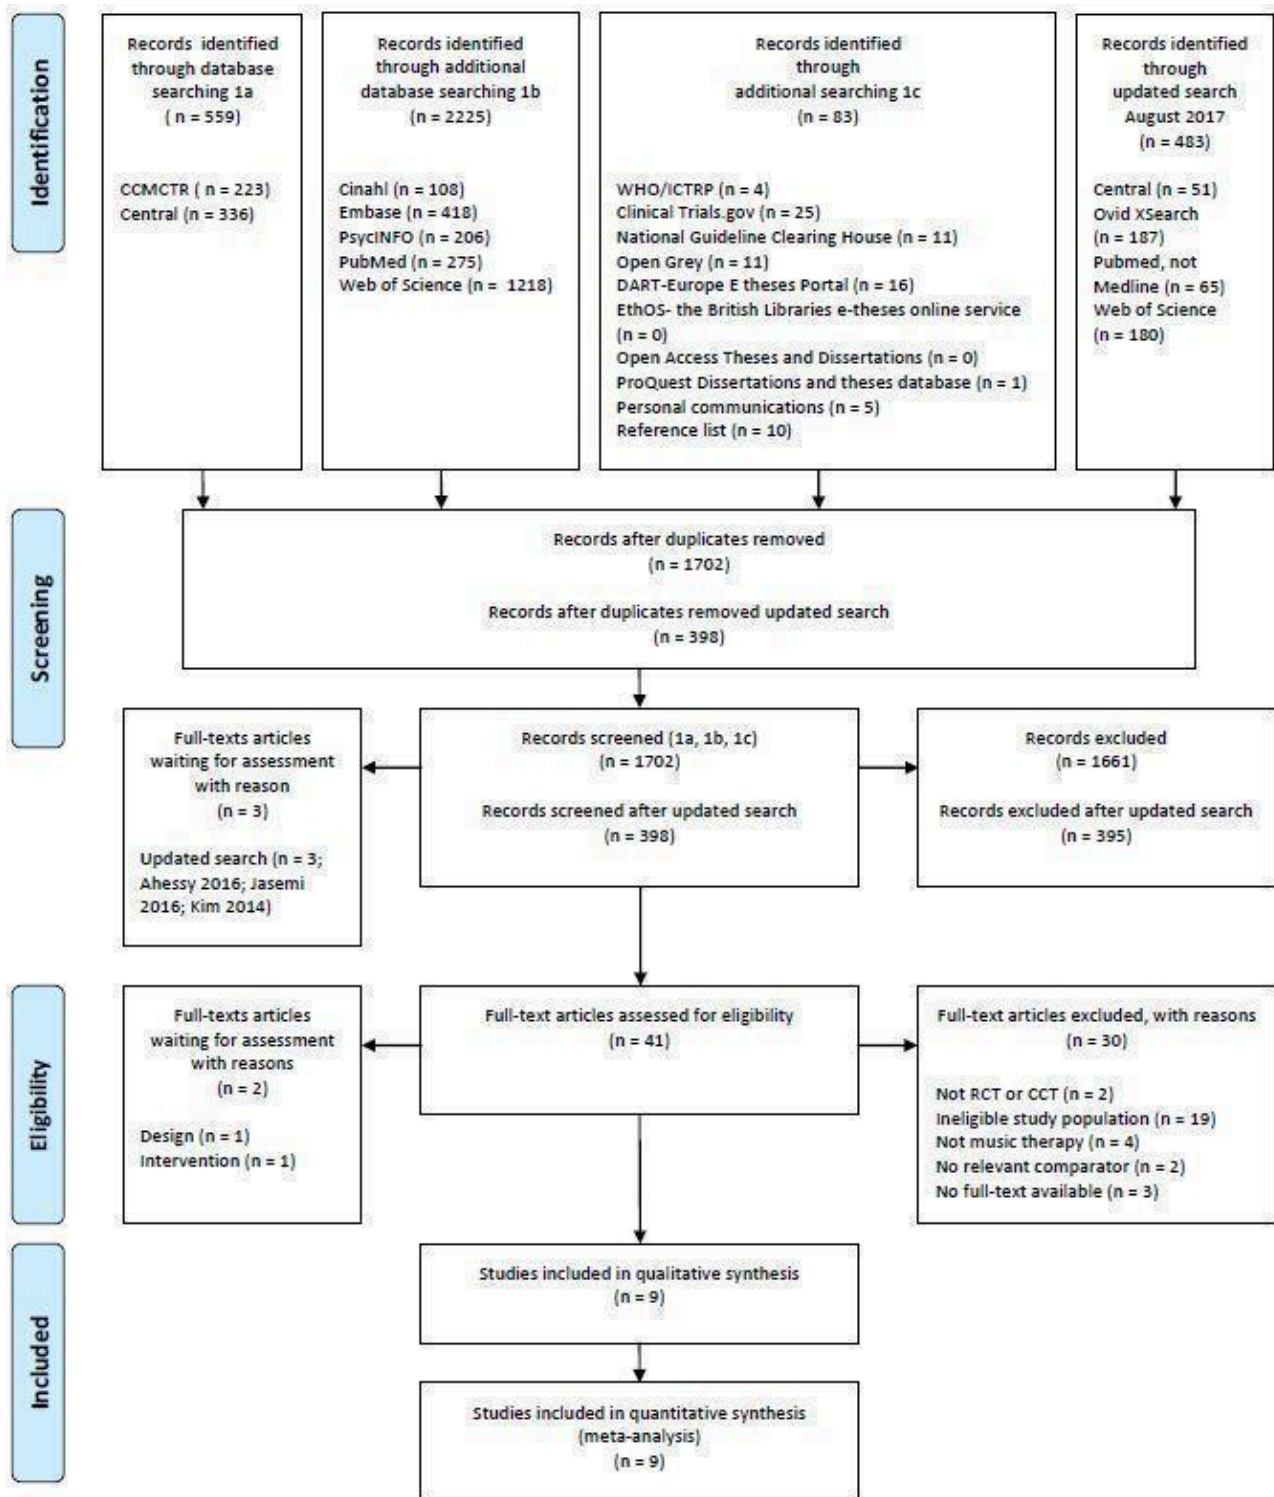 Identification
Records identified
through database
searching 1a
( n = 559)
CCMCTR ( n = 223)
Central (n = 336)
Records identified
through additional
database searching 1b
(n = 2225)
Cinahl (n = 108)
Embase (n = 418)
PsycINFO (n = 206)
PubMed (n = 275)
Web of Science (n = 1218)
Records identified
through
additional searching 1c
(n = 83)
WHO/ICTRP (n = 4)
Clinical Trials.gov (n = 25)
National Guideline Clearing House (n = 11)
Open Grey (n = 11)
DART-Europe E theses Portal (n = 16)
EthOS- the British Libraries e-theses online service
(n = 0)
Open Access Theses and Dissertations (n = 0)
ProQuest Dissertations and theses database (n = 1)
Personal communications (n = 5)
Reference list (n = 10)
Records identified
through
updated search
August 2017
(n = 483)
Central (n = 51)
Ovid XSearch
(n = 187)
Pubmed, not
Medline (n = 65)
Web of Science
(n = 180)
Screening
Records after duplicates removed
(n = 1702)
Records after duplicates removed updated search
(n = 398)
Full-texts articles
waiting for assessment
with reason
(n = 3)
Updated search (n = 3;
Ahessy 2016; Jasemi
2016; Kim 2014)
Records screened (1a, 1b, 1c)
(n = 1702)
Records screened after updated search
(n = 398)
Records excluded
(n = 1661)
Records excluded after updated search
(n = 395)
Eligibility
Full-texts articles
waiting for assessment
with reasons
(n = 2)
Design (n = 1)
Intervention (n = 1)
Full-text articles assessed for eligibility
(n = 41)
Full-text articles excluded, with reasons
(n = 30)
Not RCT or CCT (n = 2)
Ineligible study population (n = 19)
Not music therapy (n = 4)
No relevant comparator (n = 2)
No full-text available (n = 3)
Included
Studies included in qualitative synthesis
(n = 9)
Studies included in quantitative synthesis
(meta-analysis)
(n = 9)